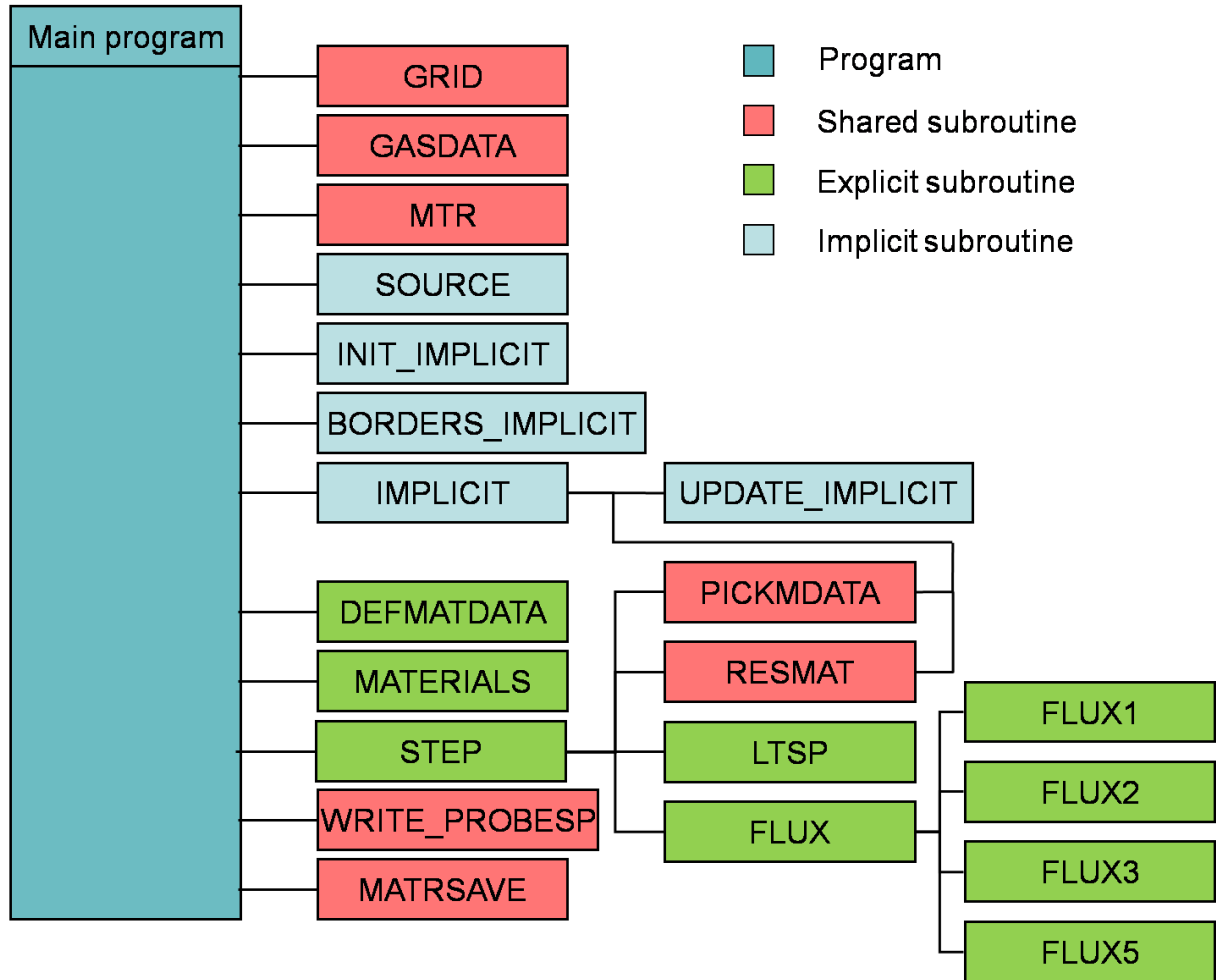 Main program
GRID
GASDATA
MTR
SOURCE
INIT_IMPLICIT
BORDERS_IMPLICIT
IMPLICIT
UPDATE_IMPLICIT
DEFMATDATA
MATERIALS
STEP
WRITE_PROBESP
MATRSAVE
PICKMDATA
RESMAT
LTSP
FLUX
FLUX1
FLUX2
FLUX3
FLUX5
Program
Shared subroutine
Explicit subroutine
Implicit subroutine